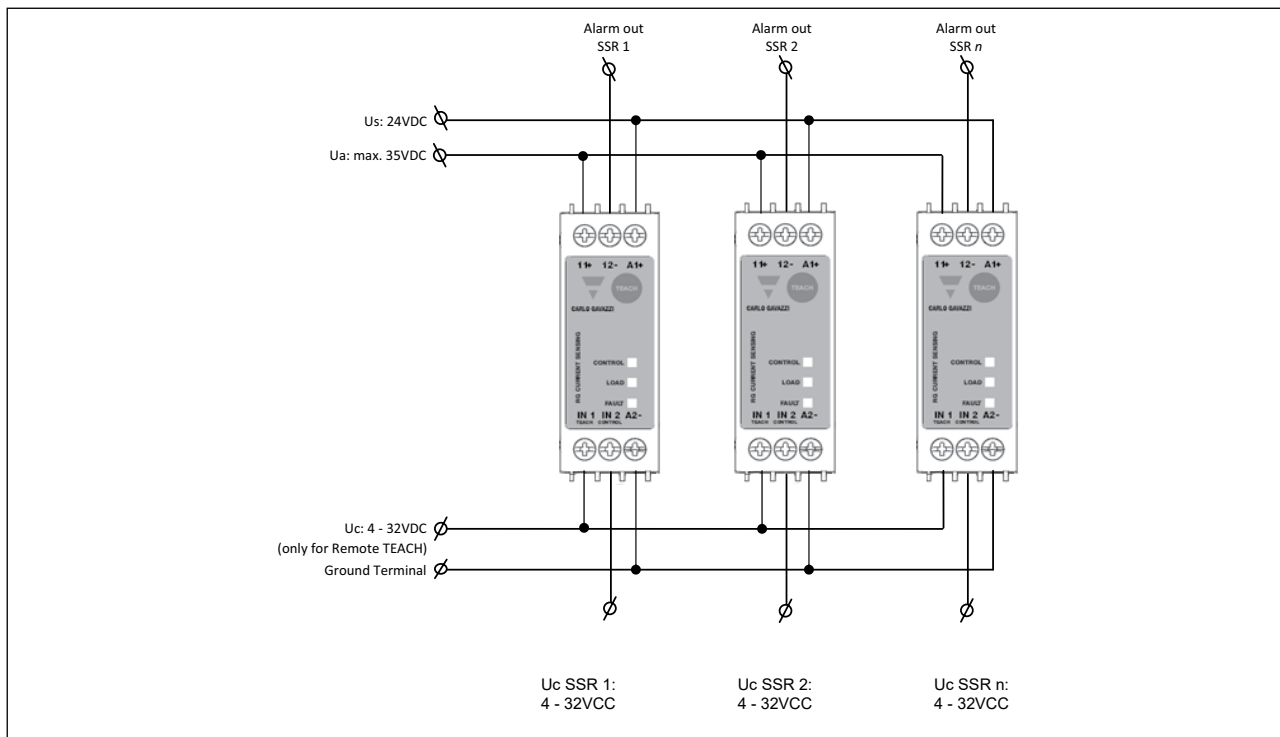 Alarm out
SSR 1
Alarm out
SSR 2
Alarm out
SSR n
Us: 24VDC
Ua: max. 35VDC
11+ 12- A1+
TEACH
CARLO GAVAZZI
RG CURRENT SENSING
CONTROL
LOAD
FAULT
IN 1 IN 2 A2-
TEACH CONTROL
11+ 12- A1+
TEACH
CARLO GAVAZZI
RG CURRENT SENSING
CONTROL
LOAD
FAULT
IN 1 IN 2 A2-
TEACH CONTROL
11+ 12- A1+
TEACH
CARLO GAVAZZI
RG CURRENT SENSING
CONTROL
LOAD
FAULT
IN 1 IN 2 A2-
TEACH CONTROL
Uc: 4 - 32VDC
(only for Remote TEACH)
Ground Terminal
Uc SSR 1:
4 - 32VCC
Uc SSR 2:
4 - 32VCC
Uc SSR n:
4 - 32VCC